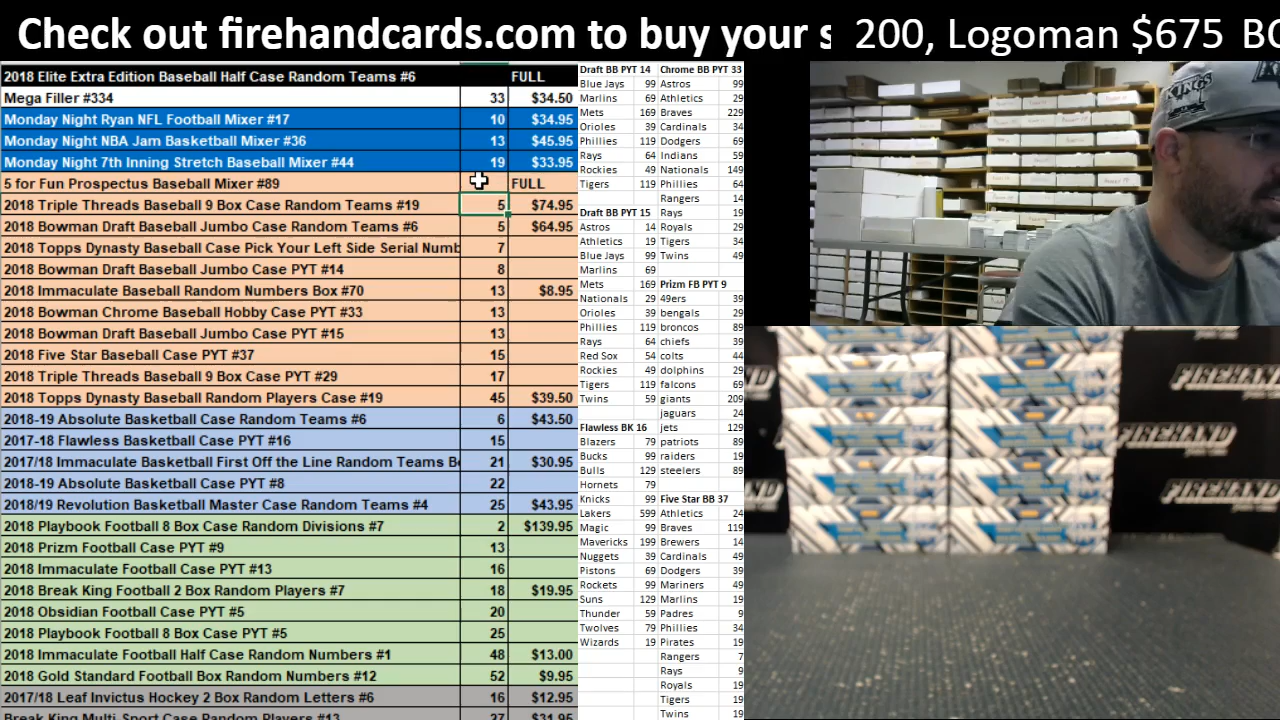 Check out firehandcards.com to buy your s
200, Logoman $675 BO
2018 Elite Extra Edition Baseball Half Case Random Teams #6 FULL
Mega Filler #334 33 $34.50
Monday Night Ryan NFL Football Mixer #17 10 $34.95
Monday Night NBA Jam Basketball Mixer #36 13 $45.95
Monday Night 7th Inning Stretch Baseball Mixer #44 19 $33.95
5 for Fun Prospectus Baseball Mixer #89 FULL
2018 Triple Threads Baseball 9 Box Case Random Teams #19 5 $74.95
2018 Bowman Draft Baseball Jumbo Case Random Teams #6 5 $64.95
2018 Topps Dynasty Baseball Case Pick Your Left Side Serial Numb 7
2018 Bowman Draft Baseball Jumbo Case PYT #14 8
2018 Immaculate Baseball Random Numbers Box #70 13 $8.95
2018 Bowman Chrome Baseball Hobby Case PYT #33 13
2018 Bowman Draft Baseball Jumbo Case PYT #15 13
2018 Five Star Baseball Case PYT #37 15
2018 Triple Threads Baseball 9 Box Case PYT #29 17
2018 Topps Dynasty Baseball Random Players Case #19 45 $39.50
2018-19 Absolute Basketball Case Random Teams #6 6 $43.50
2017-18 Flawless Basketball Case PYT #16 15
2017/18 Immaculate Basketball First Off the Line Random Teams Bo 21 $30.95
2018-19 Absolute Basketball Case PYT #8 22
2018/19 Revolution Basketball Master Case Random Teams #4 25 $43.95
2018 Playbook Football 8 Box Case Random Divisions #7 2 $139.95
2018 Prizm Football Case PYT #9 13
2018 Immaculate Football Case PYT #13 16
2018 Break King Football 2 Box Random Players #7 18 $19.95
2018 Obsidian Football Case PYT #5 20
2018 Playbook Football 8 Box Case PYT #5 25
2018 Immaculate Football Half Case Random Numbers #1 48 $13.00
2018 Gold Standard Football Box Random Numbers #12 52 $9.95
2017/18 Leaf Invictus Hockey 2 Box Random Letters #6 16 $12.95
Break King Multi-Sport Case Random Players #13 27 $31.95
Draft BB PYT 14
Blue Jays 99
Marlins 69
Mets 169
Orioles 39
Phillies 119
Rays 64
Rockies 49
Tigers 119
Draft BB PYT 15
Astros 14
Athletics 19
Blue Jays 99
Marlins 69
Mets 169
Nationals 29
Orioles 39
Phillies 119
Rays 64
Red Sox 54
Rockies 49
Tigers 119
Twins 59
Flawless BK 16
Blazers 79
Bucks 99
Bulls 129
Hornets 79
Knicks 99
Lakers 599
Magic 99
Mavericks 199
Nuggets 39
Pistons 69
Rockets 99
Suns 129
Thunder 59
Twolves 79
Wizards 19
Chrome BB PYT 33
Astros 99
Athletics 29
Braves 229
Cardinals 34
Dodgers 69
Indians 59
Nationals 149
Phillies 64
Rangers 14
Rays 19
Royals 29
Tigers 34
Twins 49
Prizm FB PYT 9
49ers 39
bengals 29
broncos 89
chiefs 39
colts 44
dolphins 29
falcons 69
giants 209
jaguars 24
jets 129
patriots 89
raiders 19
steelers 89
Five Star BB 37
Athletics 24
Braves 119
Brewers 14
Cardinals 49
Dodgers 39
Mariners 49
Marlins 19
Padres 9
Phillies 34
Pirates 19
Rangers 7
Rays 9
Royals 19
Tigers 19
Twins 19
KINGS
FIREHAND
FIREHAND
FIREHAND